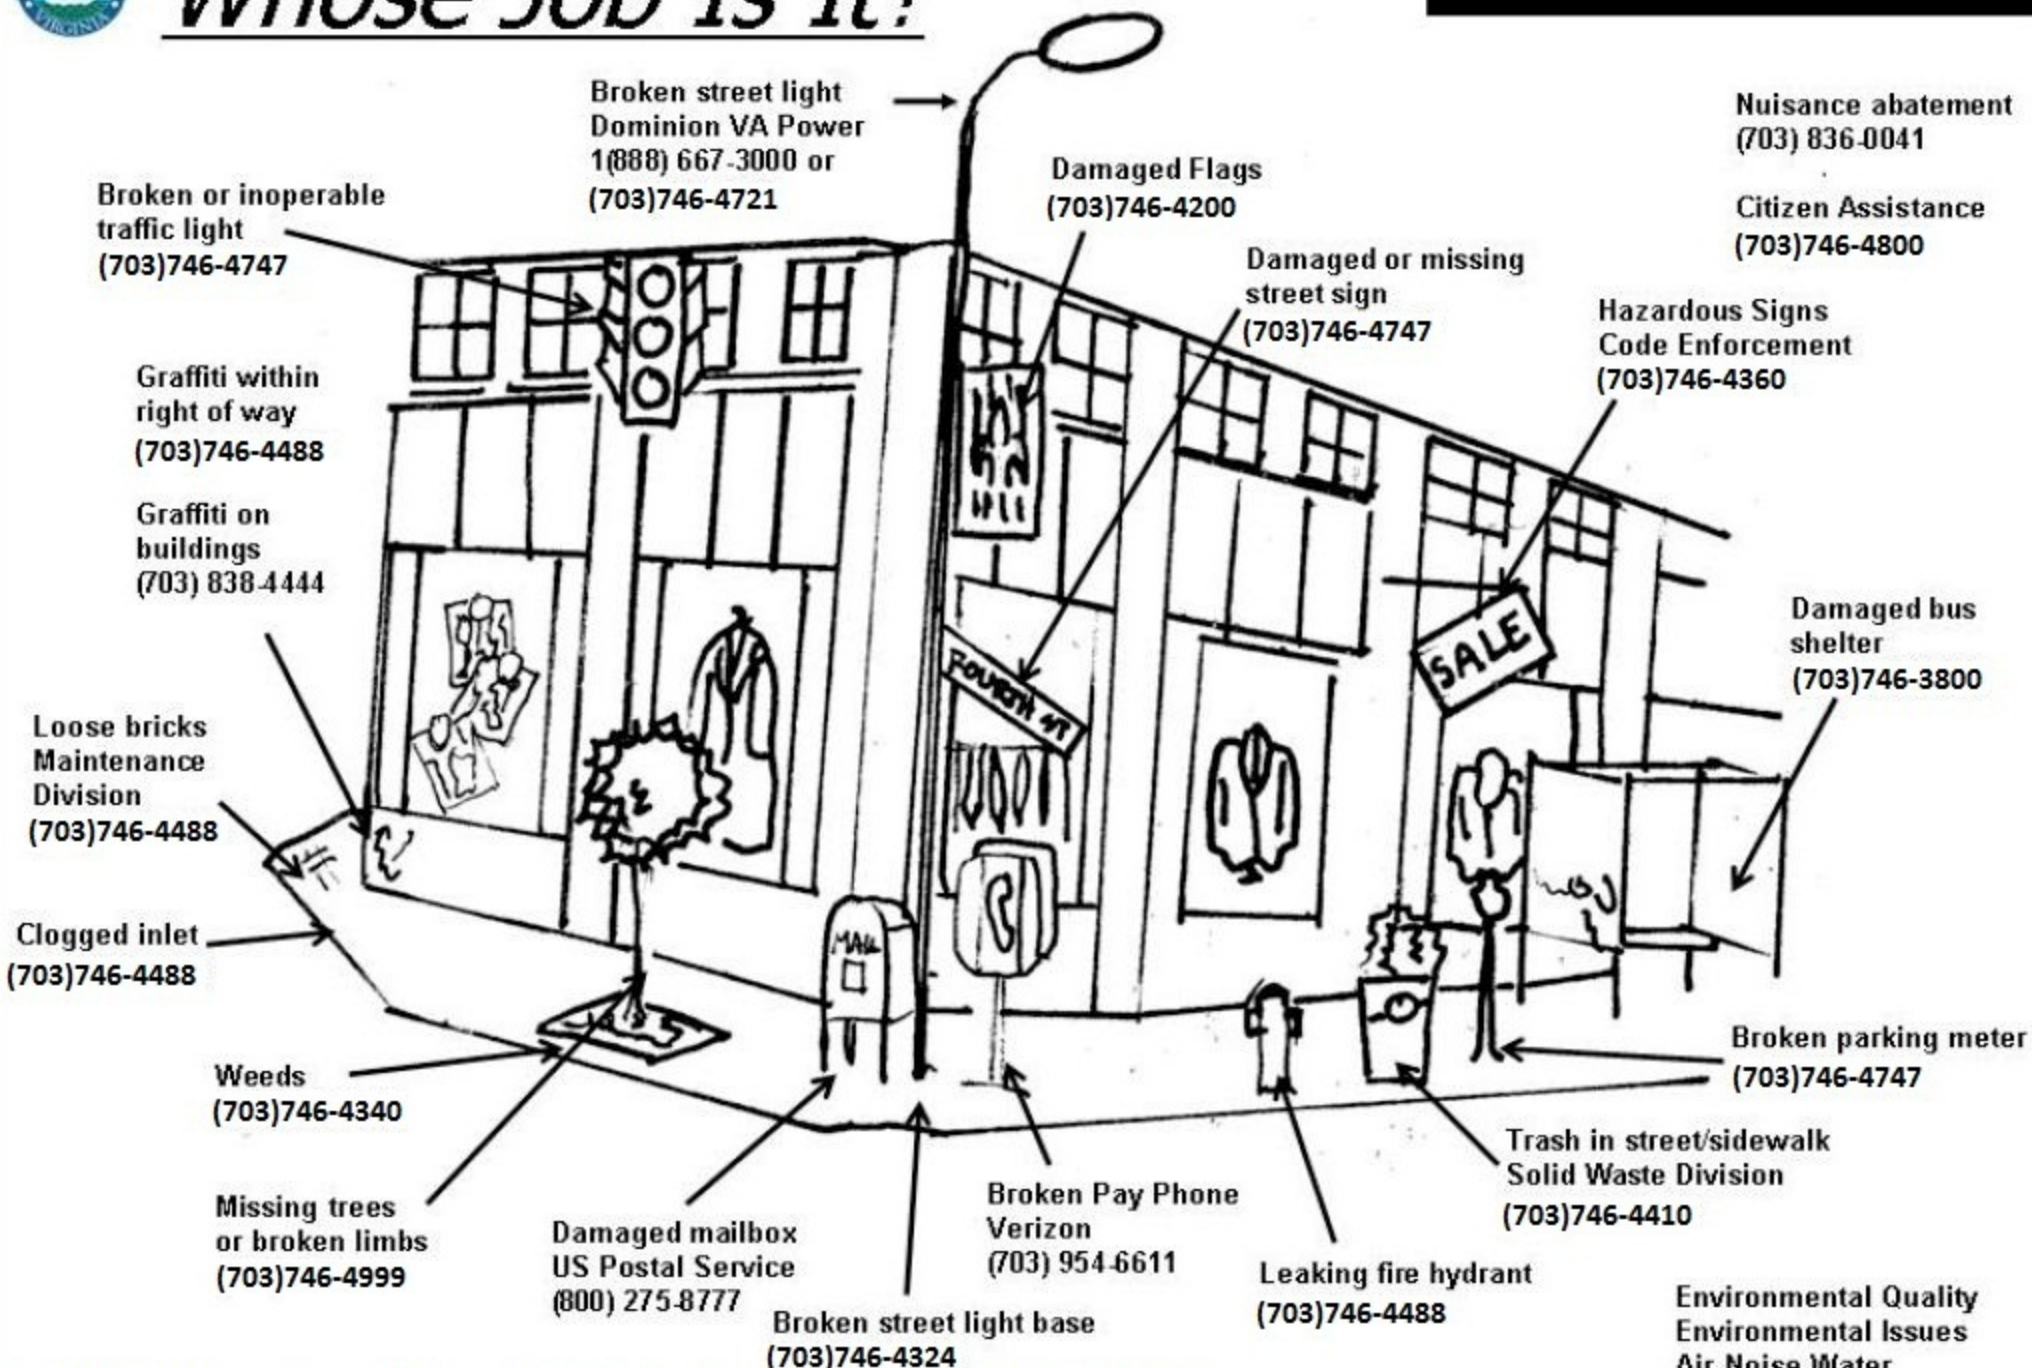 VIRGINIA
Whose Job Is It?
Broken street light
Dominion VA Power
1(888) 667-3000 or
(703)746-4721
Nuisance abatement
(703) 836-0041
Citizen Assistance
(703)746-4800
Broken or inoperable
traffic light
(703)746-4747
Damaged Flags
(703)746-4200
Damaged or missing
street sign
(703)746-4747
Hazardous Signs
Code Enforcement
(703)746-4360
Graffiti within
right of way
(703)746-4488
Graffiti on
buildings
(703) 838-4444
Damaged bus
shelter
(703)746-3800
SALE
FOURTH ST
Loose bricks
Maintenance
Division
(703)746-4488
MAIL
Clogged inlet
(703)746-4488
Weeds
(703)746-4340
Broken parking meter
(703)746-4747
Missing trees
or broken limbs
(703)746-4999
Damaged mailbox
US Postal Service
(800) 275-8777
Broken street light base
(703)746-4324
Broken Pay Phone
Verizon
(703) 954-6611
Leaking fire hydrant
(703)746-4488
Trash in street/sidewalk
Solid Waste Division
(703)746-4410
Environmental Quality
Environmental Issues
Air Noise Water